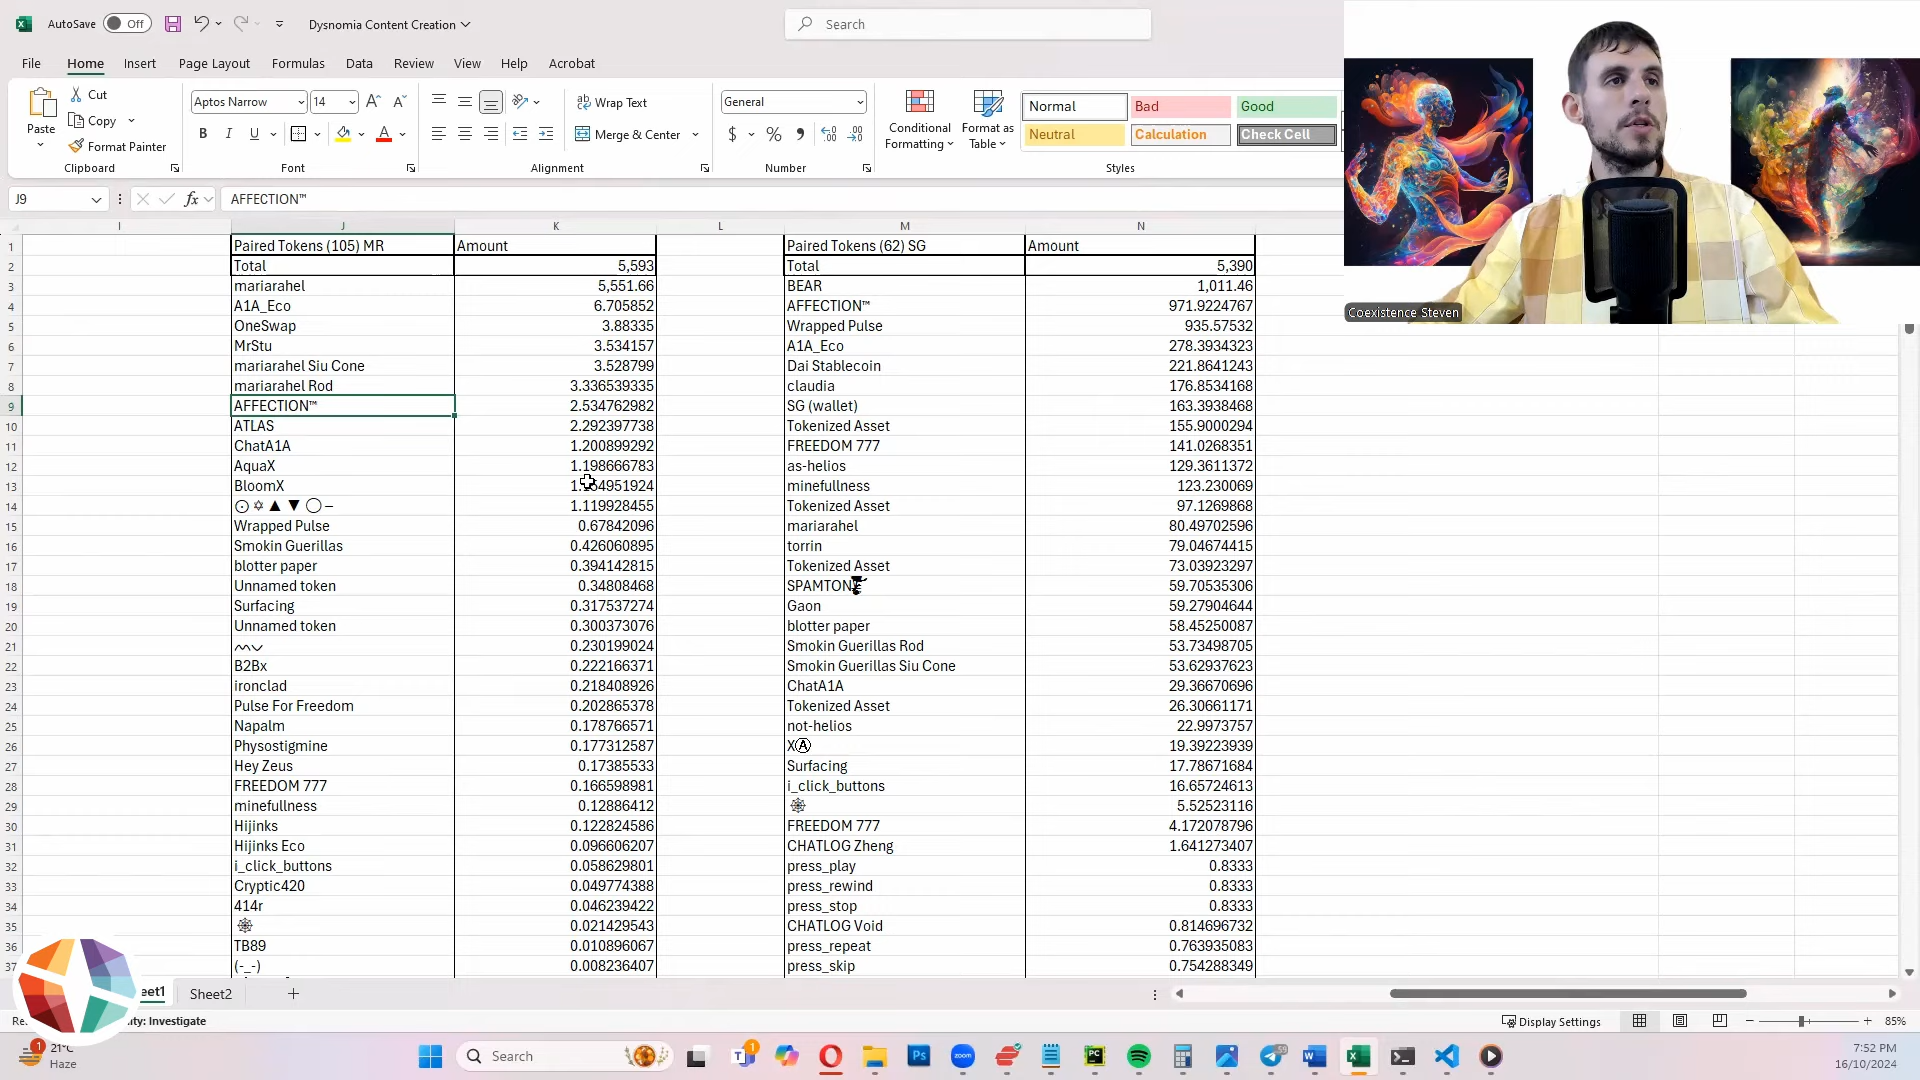 AutoSave Off Dysnomia Content Creation Search
File Home Insert Page Layout Formulas Data Review View Help Acrobat
Paste Cut Copy Format Painter Clipboard
Aptos Narrow 14 B I U Font
Wrap Text Merge & Center Alignment
General $ % Number
Conditional Formatting Format as Table
Normal Bad Good
Neutral Calculation Check Cell
Styles
Coexistence Steven
J9 fx AFFECTION™
I J K L M N
1 Paired Tokens (105) MR Amount Paired Tokens (62) SG Amount
2 Total 5,593 Total 5,390
3 mariarahel 5,551.66 BEAR 1,011.46
4 A1A_Eco 6.705852 AFFECTION™ 971.9224767
5 OneSwap 3.88335 Wrapped Pulse 935.57532
6 MrStu 3.534157 A1A_Eco 278.3934323
7 mariarahel Siu Cone 3.528799 Dai Stablecoin 221.8641243
8 mariarahel Rod 3.336539335 claudia 176.8534168
9 AFFECTION™ 2.534762982 SG (wallet) 163.3938468
10 ATLAS 2.292397738 Tokenized Asset 155.9000294
11 ChatA1A 1.200899292 FREEDOM 777 141.0268351
12 AquaX 1.198666783 as-helios 129.3611372
13 BloomX minefullness 123.230069
14 ⊙ ✡ ▲ ▼ ◯ – 1.119928455 Tokenized Asset 97.1269868
15 Wrapped Pulse 0.67842096 mariarahel 80.49702596
16 Smokin Guerillas 0.426060895 torrin 79.04674415
17 blotter paper 0.394142815 Tokenized Asset 73.03923297
18 Unnamed token 0.34808468 SPAMTON 59.70535306
19 Surfacing 0.317537274 Gaon 59.27904644
20 Unnamed token 0.300373076 blotter paper 58.45250087
21 0.230199024 Smokin Guerillas Rod 53.73498705
22 B2Bx 0.222166371 Smokin Guerillas Siu Cone 53.62937623
23 ironclad 0.218408926 ChatA1A 29.36670696
24 Pulse For Freedom 0.202865378 Tokenized Asset 26.30661171
25 Napalm 0.178766571 not-helios 22.9973757
26 Physostigmine 0.177312587 XⒶ 19.39223939
27 Hey Zeus 0.17385533 Surfacing 17.78671684
28 FREEDOM 777 0.166598981 i_click_buttons 16.65724613
29 minefullness 0.12886412 5.52523116
30 Hijinks 0.122824586 FREEDOM 777 4.172078796
31 Hijinks Eco 0.096606207 CHATLOG Zheng 1.641273407
32 i_click_buttons 0.058629801 press_play 0.8333
33 Cryptic420 0.049774388 press_rewind 0.8333
34 414r 0.046239422 press_stop 0.8333
35 0.021429543 CHATLOG Void 0.814696732
36 TB89 0.010896067 press_repeat 0.763935083
37 (-_-) 0.008236407 press_skip 0.754288349
eet1 Sheet2 +
Re ity: Investigate Display Settings 85%
1 21°C
Haze
Search
7:52 PM
16/10/2024